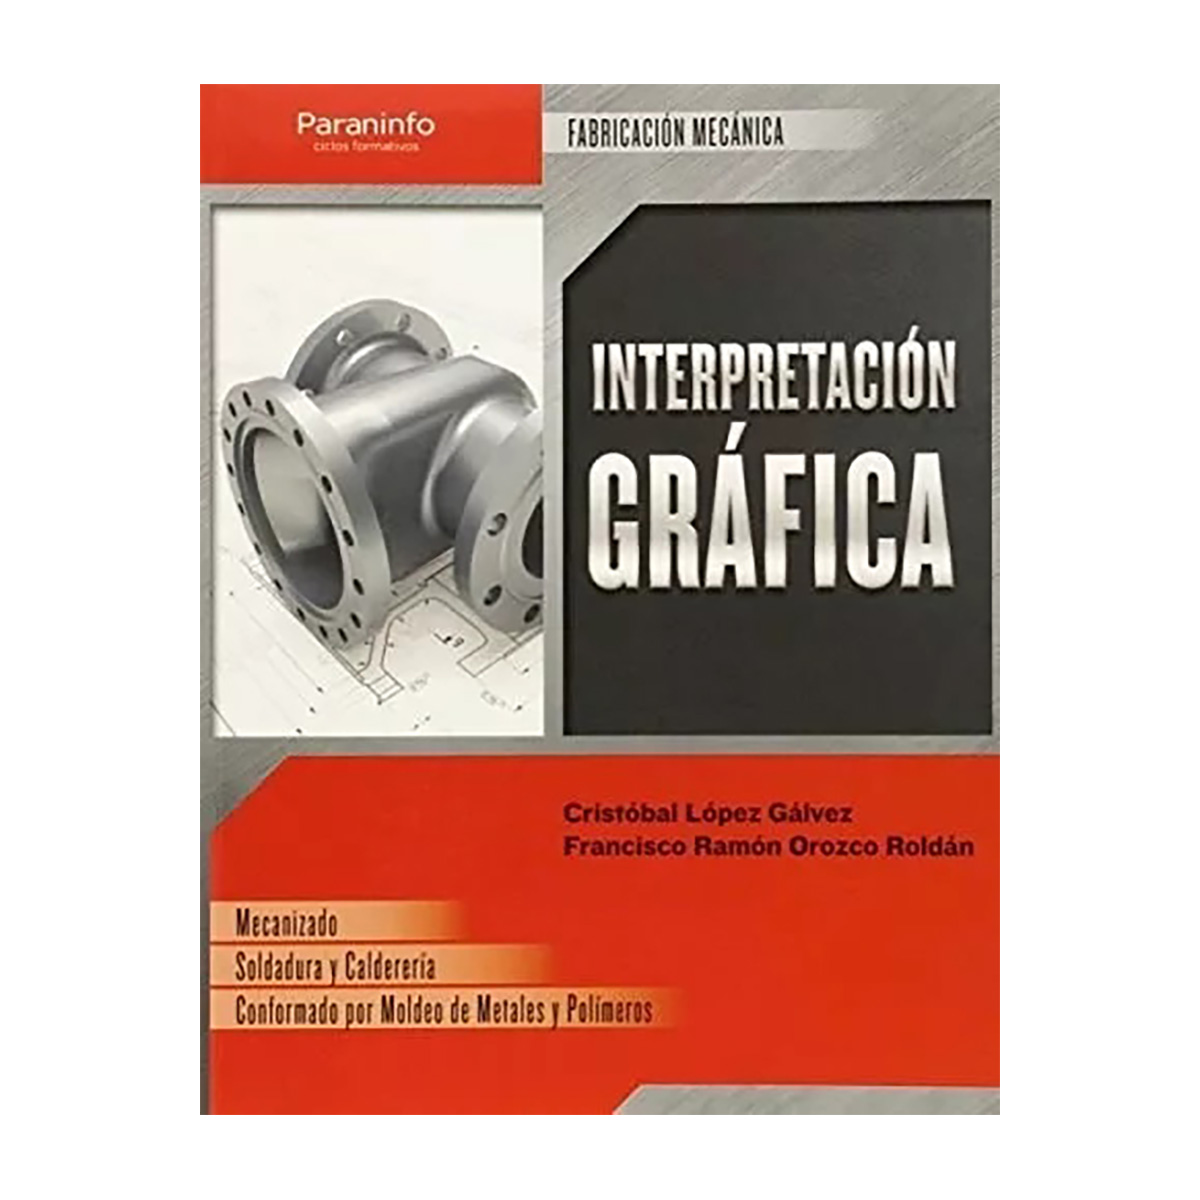 Paraninfo
ciclos formativos
FABRICACIÓN MECÁNICA
INTERPRETACIÓN
GRÁFICA
Cristóbal López Gálvez
Francisco Ramón Orozco Roldán
Mecanizado
Soldadura y Calderería
Conformado por Moldeo de Metales y Polímeros